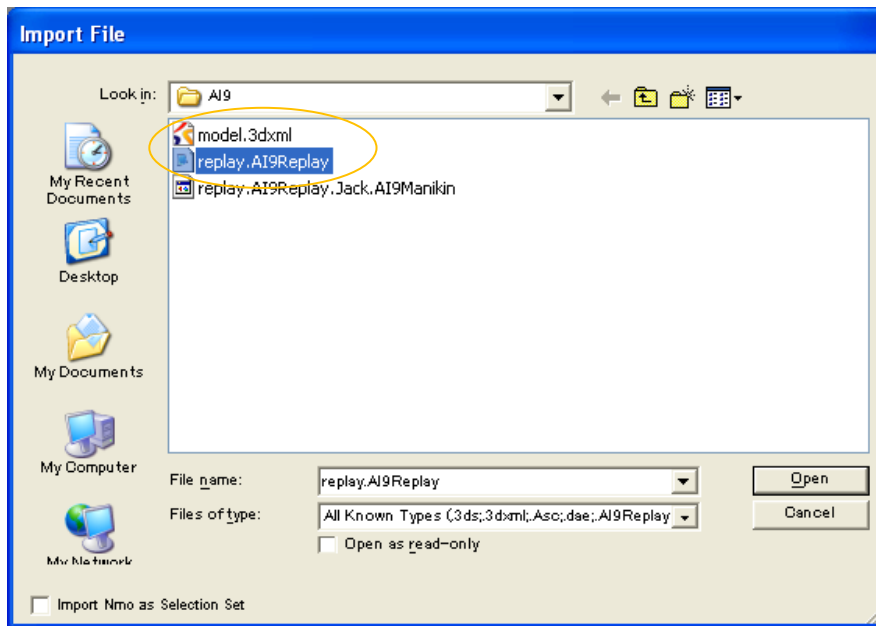 Import File
Look in:
AI9
model.3dxml
replay.AI9Replay
replay.AI9Replay.Jack.AI9Manikin
My Recent
Documents
Desktop
My Documents
My Computer
My Network
File name:
replay.AI9Replay
Open
Files of type:
All Known Types (.3ds;.3dxml;.Asc;.dae;.AI9Replay
Cancel
Open as read-only
Import Nmo as Selection Set